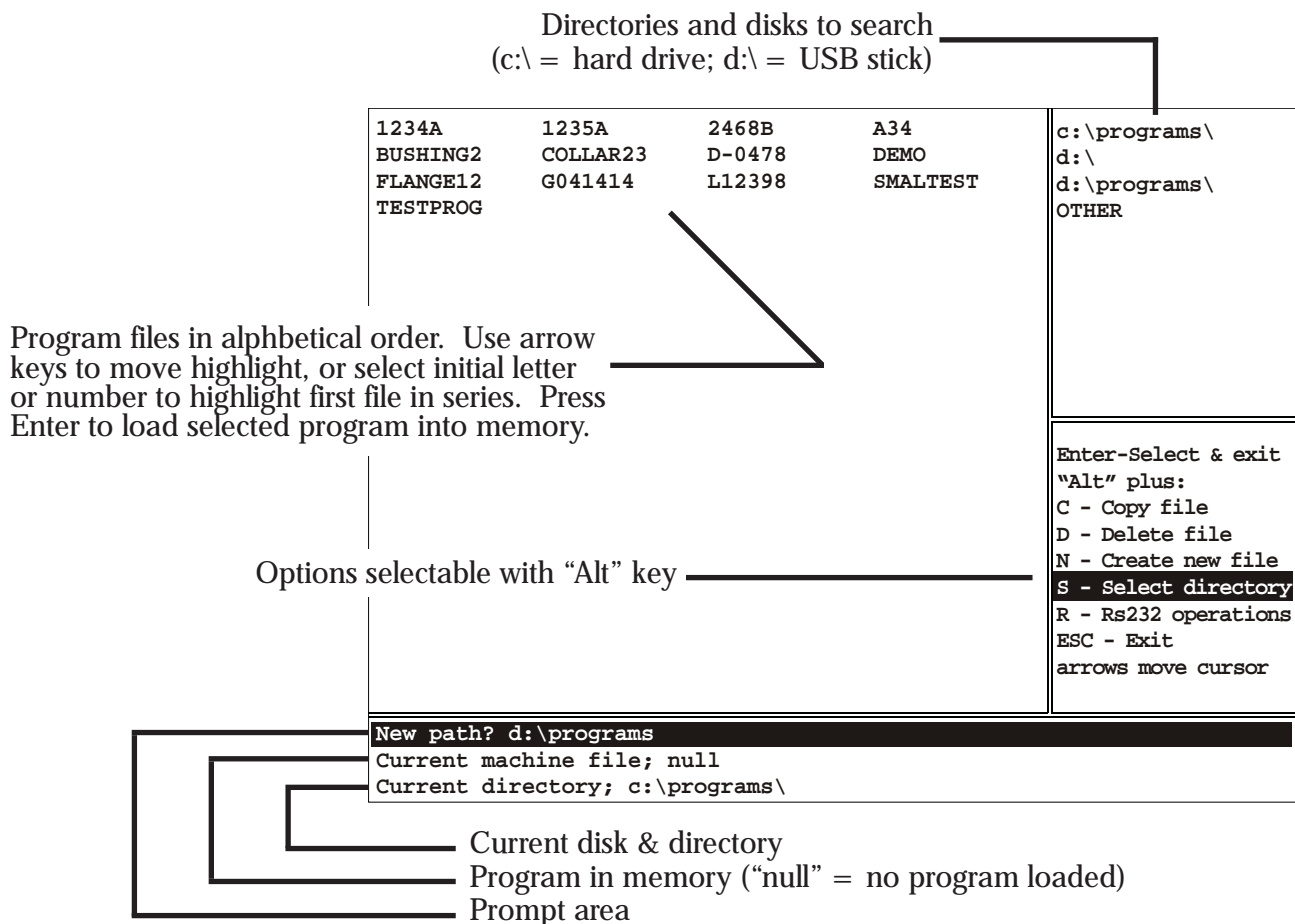 Directories and disks to search
(c:\ = hard drive; d:\ = USB stick)
1234A 1235A 2468B A34
BUSHING2 COLLAR23 D-0478 DEMO
FLANGE12 G041414 L12398 SMALTEST
TESTPROG
c:\programs\
d:\
d:\programs\
OTHER
Program files in alphbetical order. Use arrow
keys to move highlight, or select initial letter
or number to highlight first file in series. Press
Enter to load selected program into memory.
Enter-Select & exit
“Alt” plus:
C - Copy file
D - Delete file
N - Create new file
S - Select directory
R - Rs232 operations
ESC - Exit
arrows move cursor
Options selectable with “Alt” key
New path? d:\programs
Current machine file; null
Current directory; c:\programs\
Current disk & directory
Program in memory (“null” = no program loaded)
Prompt area